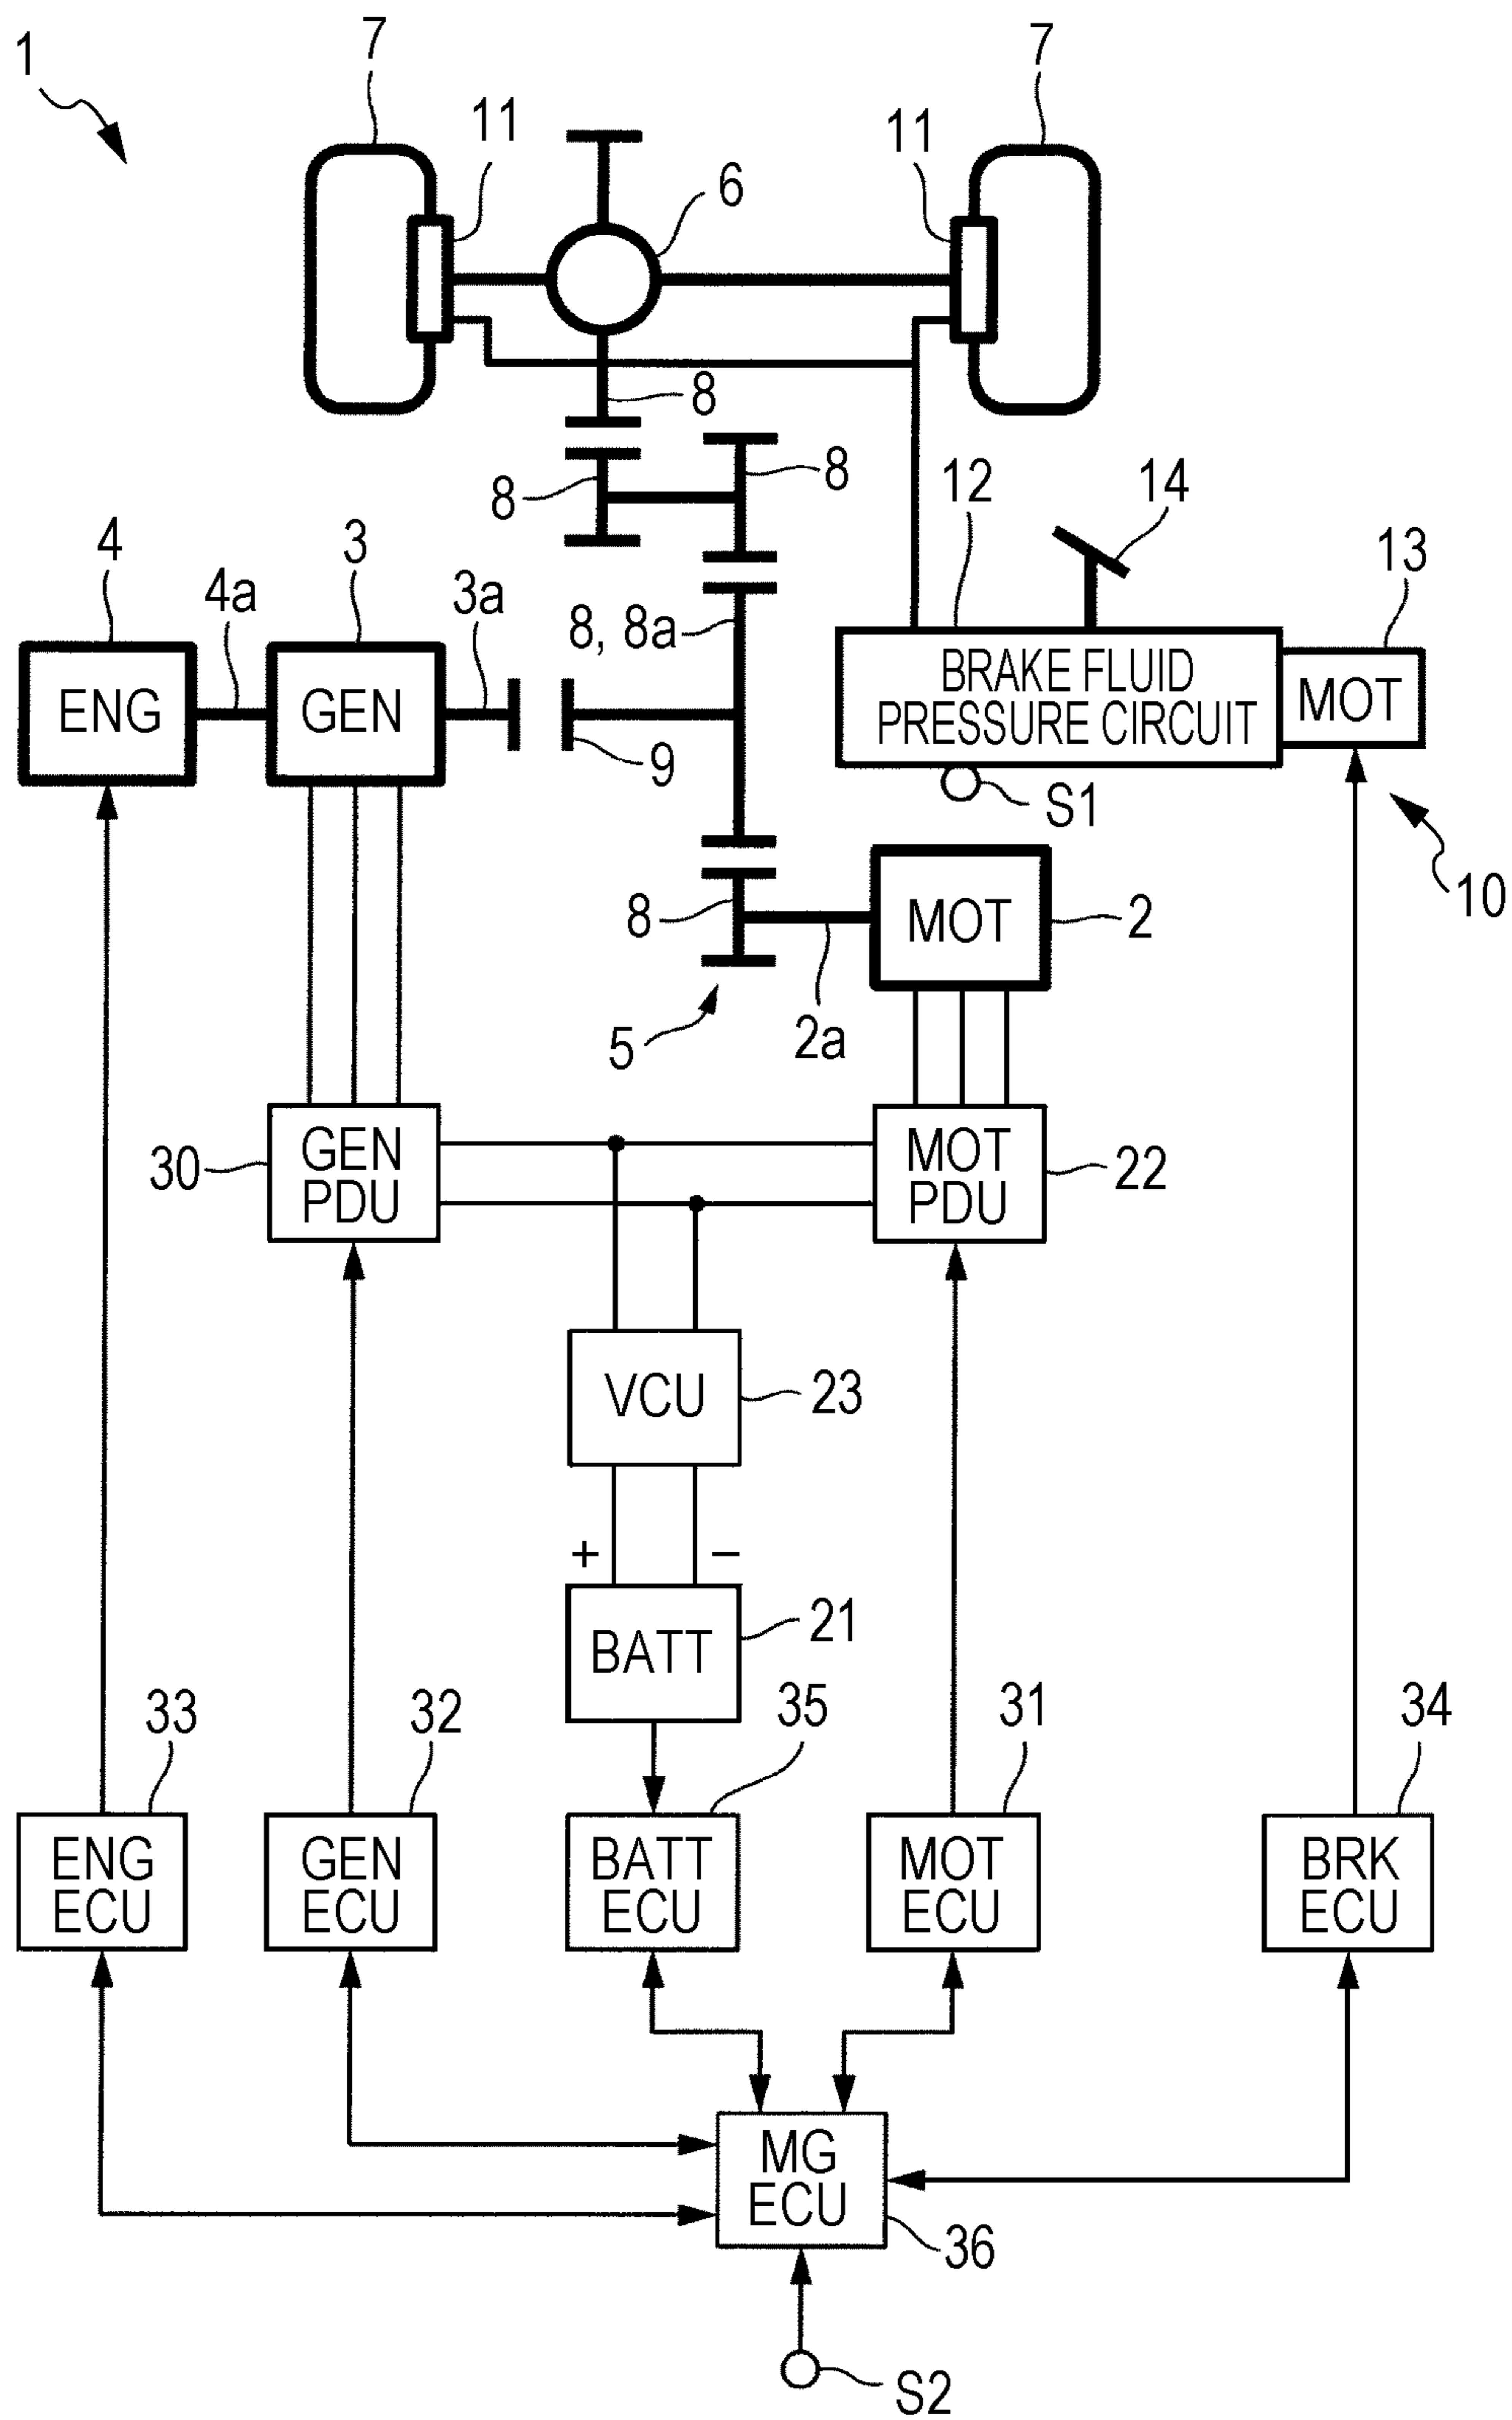 1
7
7
11
11
6
8
8
8
12
14
13
4
3
4a
3a
8, 8a
ENG
GEN
BRAKE FLUID
PRESSURE CIRCUIT
MOT
9
S1
10
8
MOT
2
5
2a
30
GEN
PDU
MOT
PDU
22
VCU
23
+
−
BATT
21
33
32
35
31
34
ENG
ECU
GEN
ECU
BATT
ECU
MOT
ECU
BRK
ECU
MG
ECU
36
S2